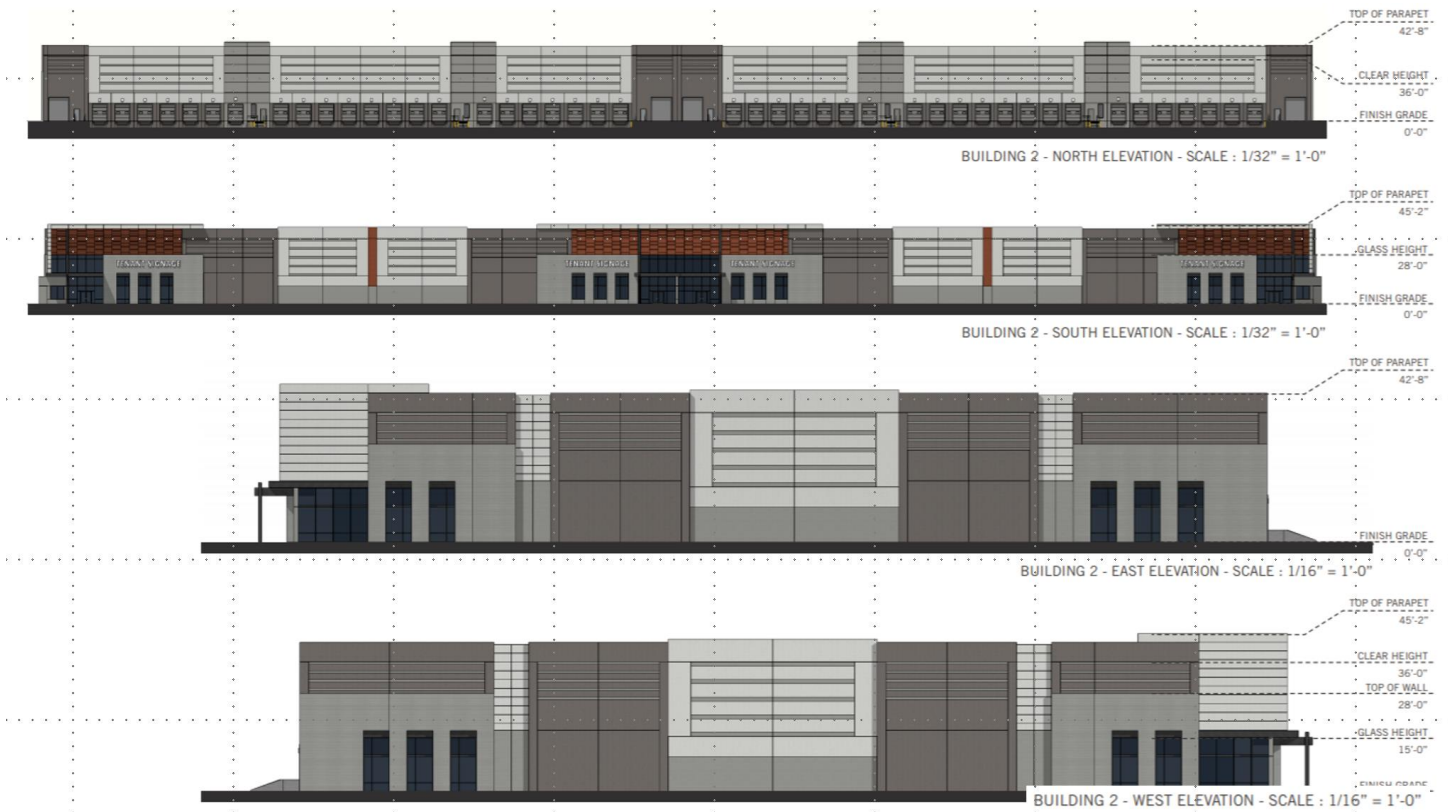 TOP OF PARAPET
42'-8"
CLEAR HEIGHT
36'-0"
FINISH GRADE
0'-0"
BUILDING 2 - NORTH ELEVATION - SCALE : 1/32" = 1'-0"
TOP OF PARAPET
45'-2"
GLASS HEIGHT
28'-0"
TENANT SIGNAGE
TENANT SIGNAGE
TENANT SIGNAGE
TENANT SIGNAGE
FINISH GRADE
0'-0"
BUILDING 2 - SOUTH ELEVATION - SCALE : 1/32" = 1'-0"
TOP OF PARAPET
42'-8"
FINISH GRADE
0'-0"
BUILDING 2 - EAST ELEVATION - SCALE : 1/16" = 1'-0"
TOP OF PARAPET
45'-2"
CLEAR HEIGHT
36'-0"
TOP OF WALL
28'-0"
GLASS HEIGHT
15'-0"
FINISH GRADE
BUILDING 2 - WEST ELEVATION - SCALE : 1/16" = 1'-0"